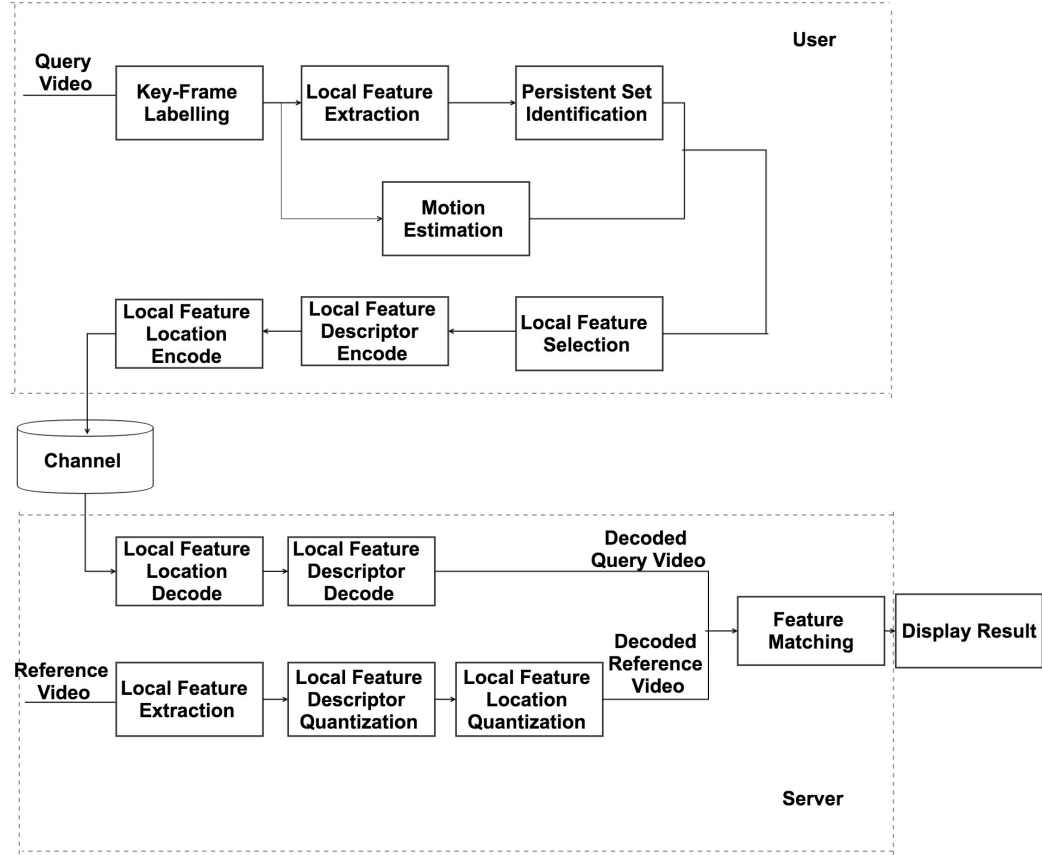 User
Query
Video
Key-Frame
Labelling
Local Feature
Extraction
Persistent Set
Identification
Motion
Estimation
Local Feature
Location
Encode
Local Feature
Descriptor
Encode
Local Feature
Selection
Channel
Local Feature
Location
Decode
Local Feature
Descriptor
Decode
Decoded
Query Video
Feature
Matching
Display Result
Reference
Video
Local Feature
Extraction
Local Feature
Descriptor
Quantization
Local Feature
Location
Quantization
Decoded
Reference
Video
Server